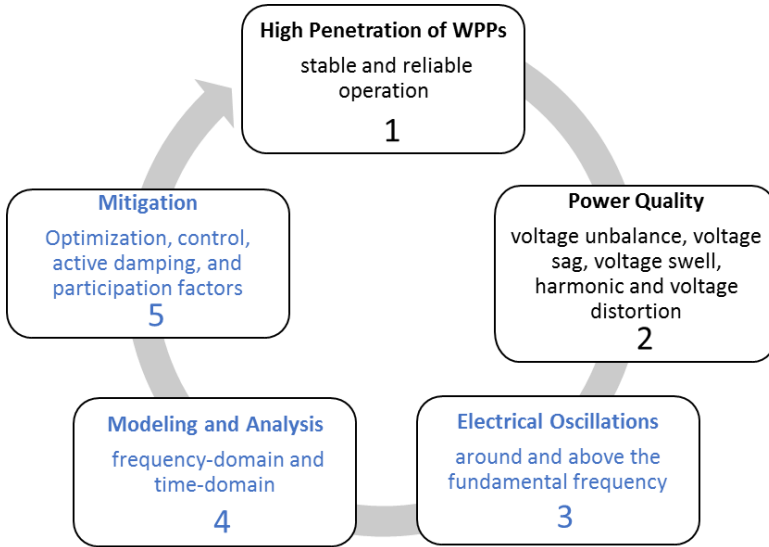 High Penetration of WPPs
stable and reliable
operation
1
Power Quality
voltage unbalance, voltage
sag, voltage swell,
harmonic and voltage
distortion
2
Electrical Oscillations
around and above the
fundamental frequency
3
Modeling and Analysis
frequency-domain and
time-domain
4
Mitigation
Optimization, control,
active damping, and
participation factors
5